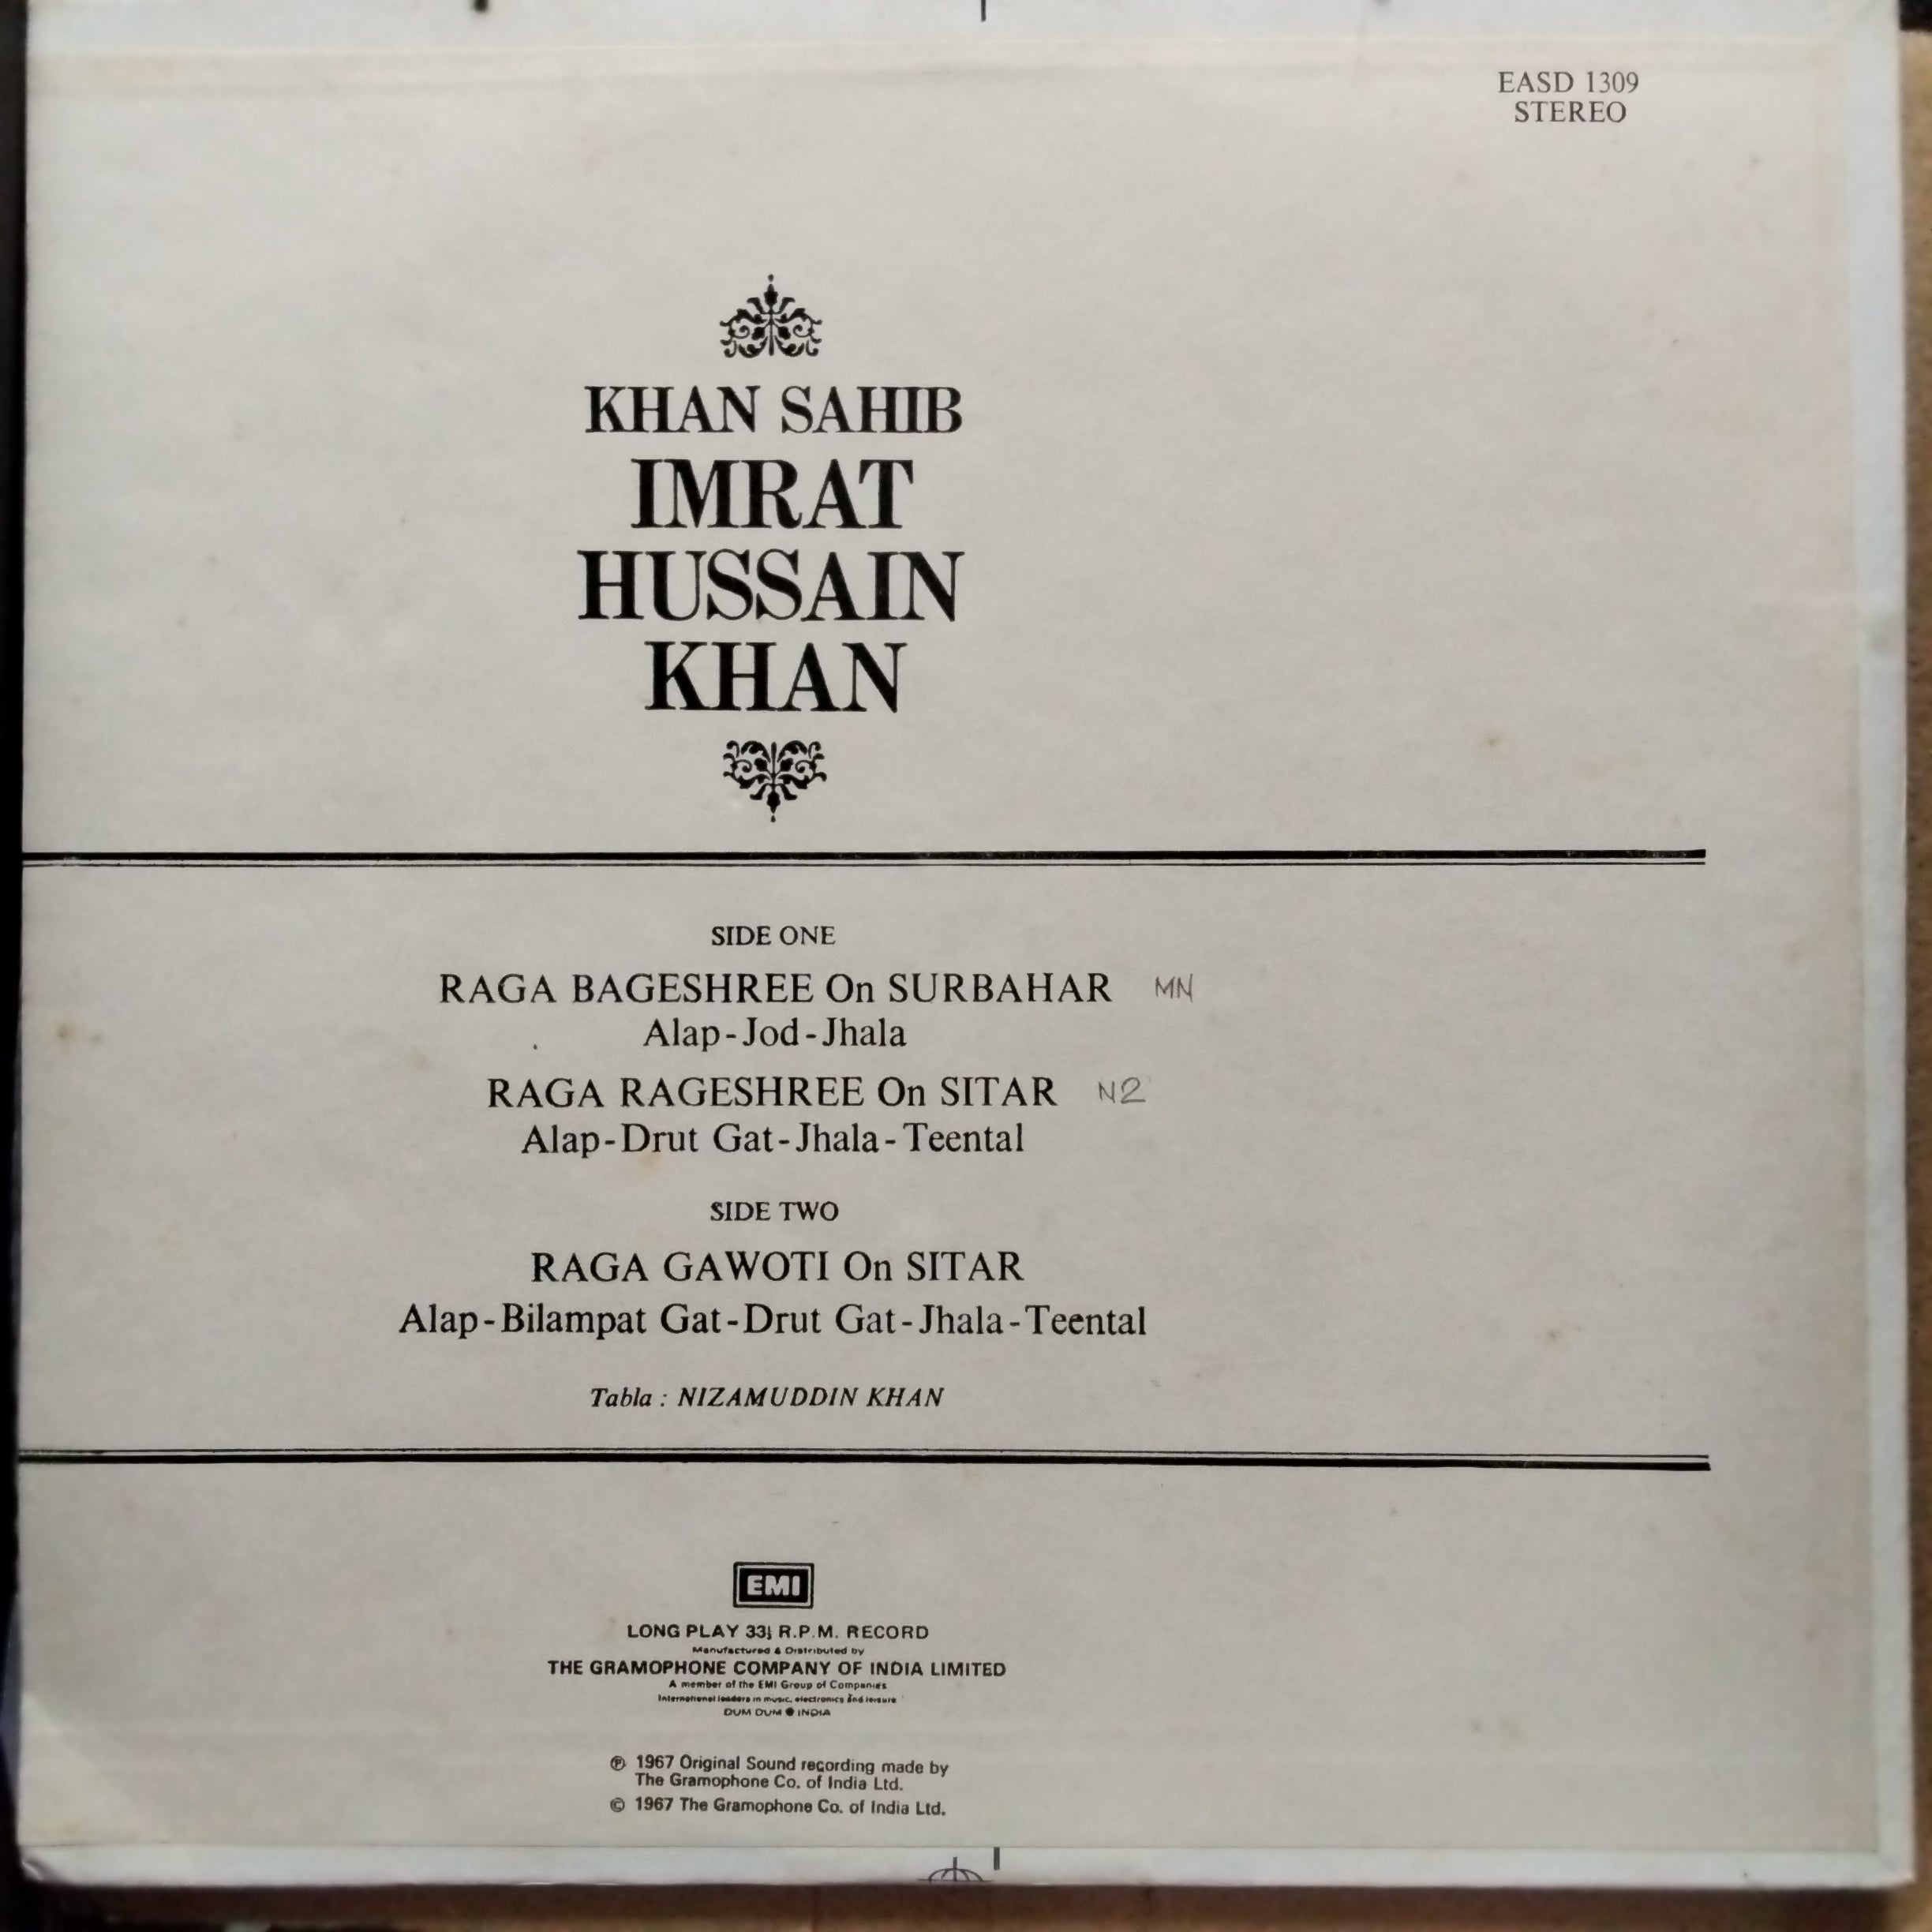 EASD 1309
STEREO
KHAN SAHIB
IMRAT
HUSSAIN
KHAN
SIDE ONE
RAGA BAGESHREE On SURBAHAR MN
Alap-Jod-Jhala
RAGA RAGESHREE On SITAR N2
Alap-Drut Gat-Jhala-Teental
SIDE TWO
RAGA GAWOTI On SITAR
Alap-Bilampat Gat-Drut Gat-Jhala-Teental
Tabla : NIZAMUDDIN KHAN
EMI
LONG PLAY 33⅓ R.P.M. RECORD
Manufactured & Distributed by
THE GRAMOPHONE COMPANY OF INDIA LIMITED
A member of the EMI Group of Companies
International leaders in music, electronics and leisure
DUM DUM ● INDIA
℗ 1967 Original Sound recording made by
The Gramophone Co. of India Ltd.
© 1967 The Gramophone Co. of India Ltd.